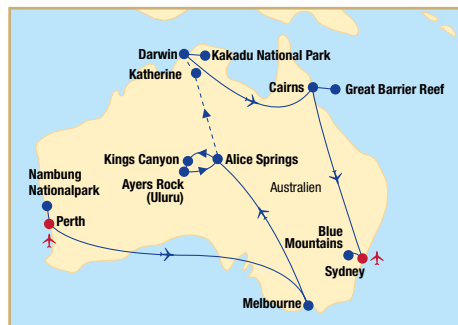 Darwin
Kakadu National Park
Katherine
Cairns
Great Barrier Reef
Kings Canyon
Alice Springs
Ayers Rock
(Uluru)
Nambung
Nationalpark
Australien
Perth
Blue
Mountains
Sydney
Melbourne